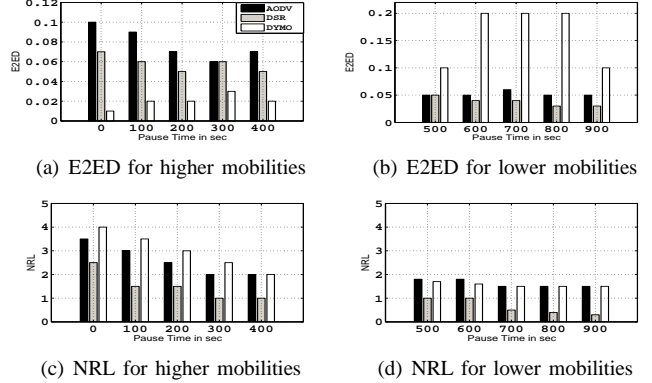 0.12
0.1
0.08
0.06
0.04
0.02
0
E2ED
AODV
DSR
DYMO
0 100 200 300 400
Pause Time in sec
(a) E2ED for higher mobilities
0.2
0.15
0.1
0.05
0
E2ED
500 600 700 800 900
Pause Time in sec
(b) E2ED for lower mobilities
5
4
3
2
1
0
NRL
0 100 200 300 400
Pause Time in sec
(c) NRL for higher mobilities
5
4
3
2
1
0
NRL
500 600 700 800 900
Pause Time in sec
(d) NRL for lower mobilities